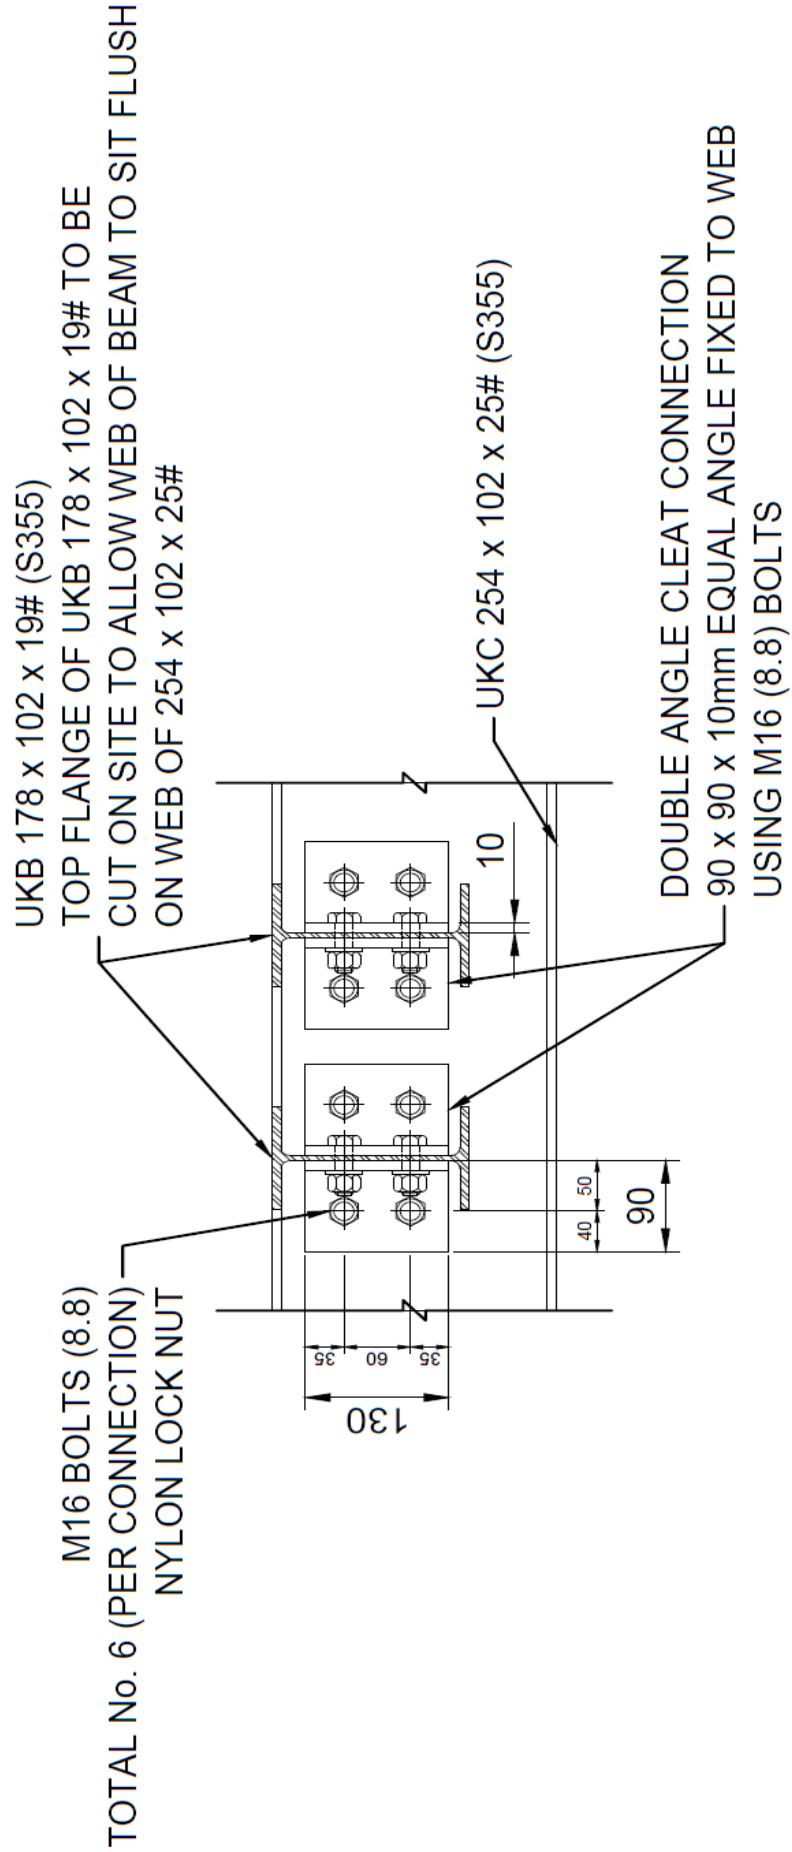 M16 BOLTS (8.8)
TOTAL No. 6 (PER CONNECTION)
NYLON LOCK NUT
UKB 178 x 102 x 19# (S355)
TOP FLANGE OF UKB 178 x 102 x 19# TO BE
CUT ON SITE TO ALLOW WEB OF BEAM TO SIT FLUSH
ON WEB OF 254 x 102 x 25#
130
35
60
35
40
50
90
10
UKC 254 x 102 x 25# (S355)
DOUBLE ANGLE CLEAT CONNECTION
90 x 90 x 10mm EQUAL ANGLE FIXED TO WEB
USING M16 (8.8) BOLTS